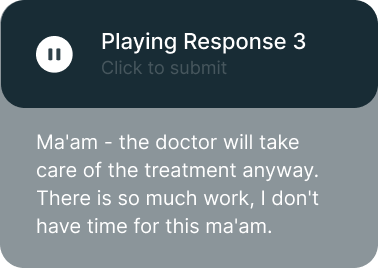 Playing Response 3
Click to submit
Ma'am - the doctor will take
care of the treatment anyway.
There is so much work, I don't
have time for this ma'am.